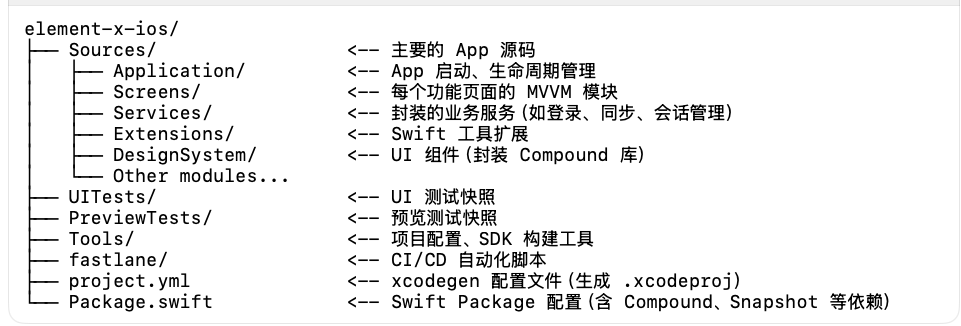 element-x-ios/
├── Sources/                 <-- 主要的 App 源码
│   ├── Application/         <-- App 启动、生命周期管理
│   ├── Screens/             <-- 每个功能页面的 MVVM 模块
│   ├── Services/            <-- 封装的业务服务（如登录、同步、会话管理）
│   ├── Extensions/          <-- Swift 工具扩展
│   ├── DesignSystem/        <-- UI 组件（封装 Compound 库）
│   └── Other modules...
├── UITests/                 <-- UI 测试快照
├── PreviewTests/            <-- 预览测试快照
├── Tools/                   <-- 项目配置、SDK 构建工具
├── fastlane/                <-- CI/CD 自动化脚本
├── project.yml              <-- xcodegen 配置文件（生成 .xcodeproj）
└── Package.swift            <-- Swift Package 配置（含 Compound、Snapshot 等依赖）